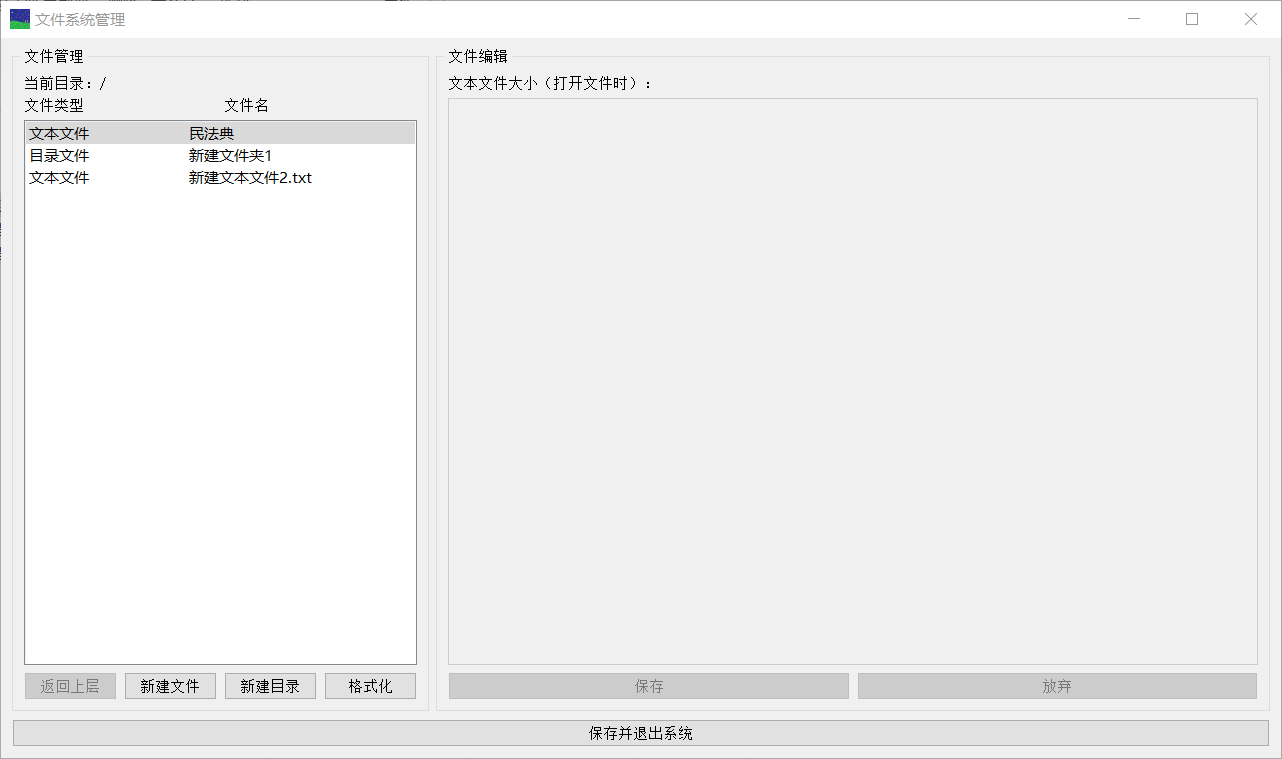 文件系统管理
文件管理
当前目录：/
文件类型 文件名
文本文件 民法典
目录文件 新建文件夹1
文本文件 新建文本文件2.txt
返回上层 新建文件 新建目录 格式化
文件编辑
文本文件大小（打开文件时）：
保存 放弃
保存并退出系统